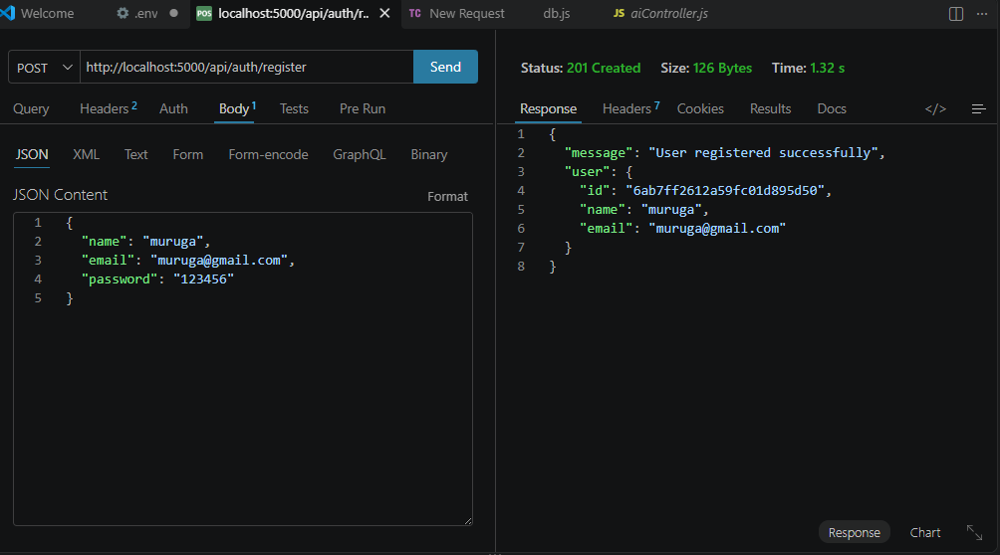 Welcome .env localhost:5000/api/auth/r.. TC New Request db.js JS aiController.js
POST http://localhost:5000/api/auth/register Send
Query Headers 2 Auth Body 1 Tests Pre Run
JSON XML Text Form Form-encode GraphQL Binary
JSON Content Format
1 {
2 "name": "muruga",
3 "email": "muruga@gmail.com",
4 "password": "123456"
5 }
Status: 201 Created Size: 126 Bytes Time: 1.32 s
Response Headers 7 Cookies Results Docs </>
1 {
2 "message": "User registered successfully",
3 "user": {
4 "id": "6ab7ff2612a59fc01d895d50",
5 "name": "muruga",
6 "email": "muruga@gmail.com"
7 }
8 }
Response Chart